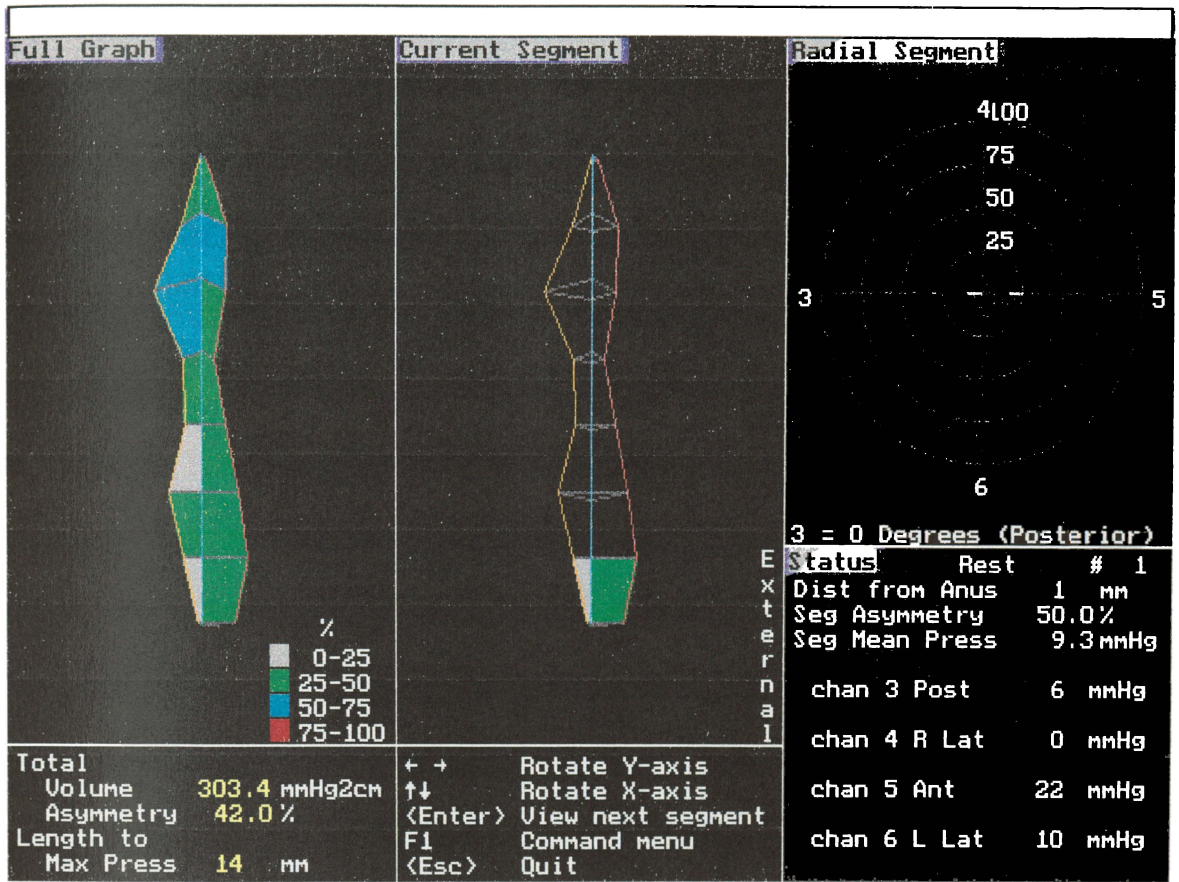 Full Graph
%
0-25
25-50
50-75
75-100
Current Segment
External
Radial Segment
4100
75
50
25
3
5
6
3 = 0 Degrees (Posterior)
Status Rest # 1
Dist from Anus 1 mm
Seg Asymmetry 50.0%
Seg Mean Press 9.3 mmHg
chan 3 Post 6 mmHg
chan 4 R Lat 0 mmHg
chan 5 Ant 22 mmHg
chan 6 L Lat 10 mmHg
Total
Volume 303.4 mmHg2cm
Asymmetry 42.0 %
Length to
Max Press 14 mm
← → Rotate Y-axis
↑↓ Rotate X-axis
<Enter> View next segment
F1 Command menu
<Esc> Quit